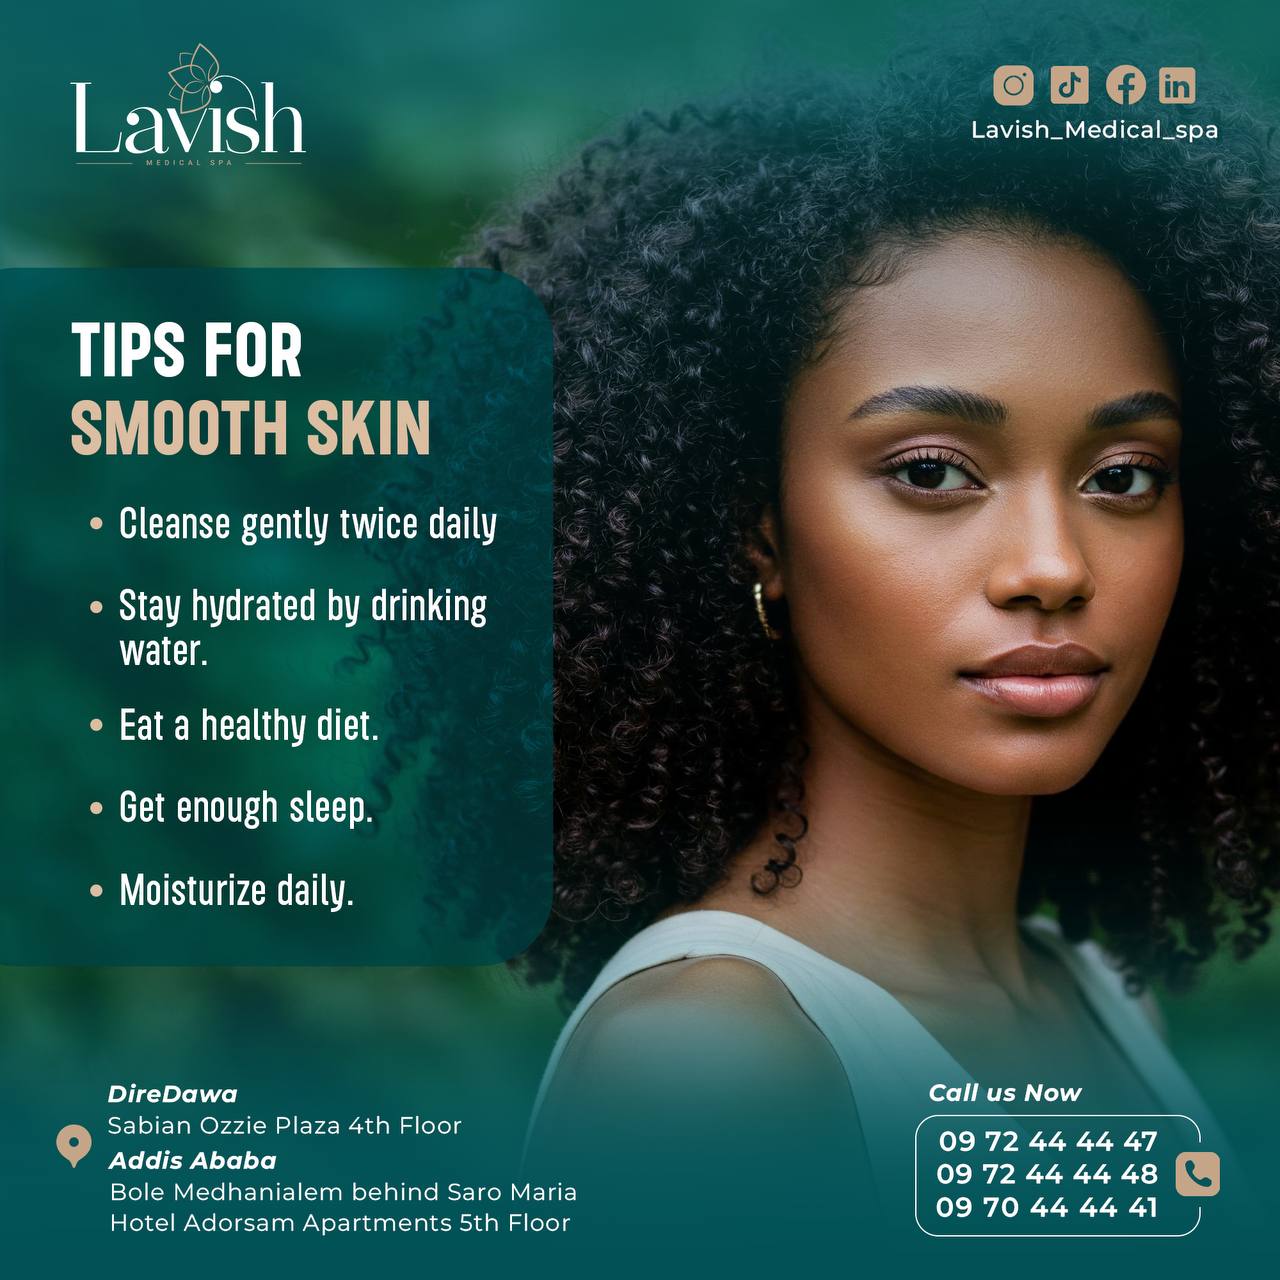 Lavish
MEDICAL SPA
Lavish_Medical_spa
TIPS FOR
SMOOTH SKIN
• Cleanse gently twice daily
• Stay hydrated by drinking
water.
• Eat a healthy diet.
• Get enough sleep.
• Moisturize daily.
DireDawa
Sabian Ozzie Plaza 4th Floor
Addis Ababa
Bole Medhanialem behind Saro Maria
Hotel Adorsam Apartments 5th Floor
Call us Now
09 72 44 44 47
09 72 44 44 48
09 70 44 44 41